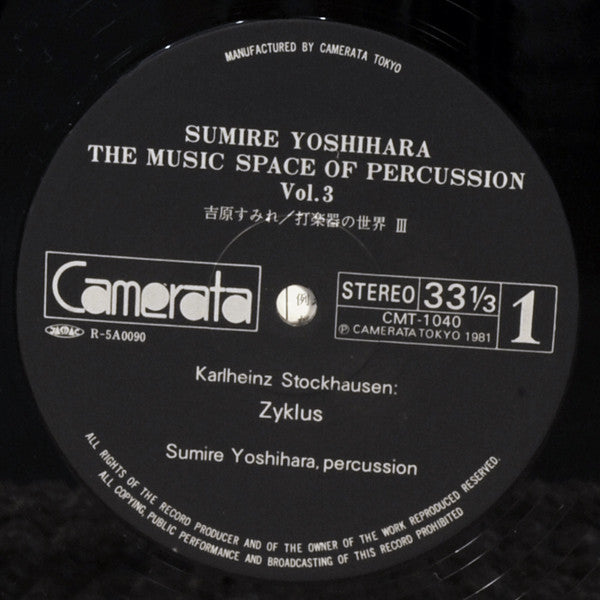 MANUFACTURED BY CAMERATA TOKYO
SUMIRE YOSHIHARA
THE MUSIC SPACE OF PERCUSSION
Vol.3
吉原すみれ/打楽器の世界 Ⅲ
Camerata
R-5A0090
例
STEREO 33 1/3
CMT-1040
Ⓟ CAMERATA TOKYO 1981
1
Karlheinz Stockhausen:
Zyklus
Sumire Yoshihara, percussion
ALL RIGHTS OF THE RECORD PRODUCER AND OF THE OWNER OF THE WORK REPRODUCED RESERVED.
ALL COPYING, PUBLIC PERFORMANCE AND BROADCASTING OF THIS RECORD PROHIBITED